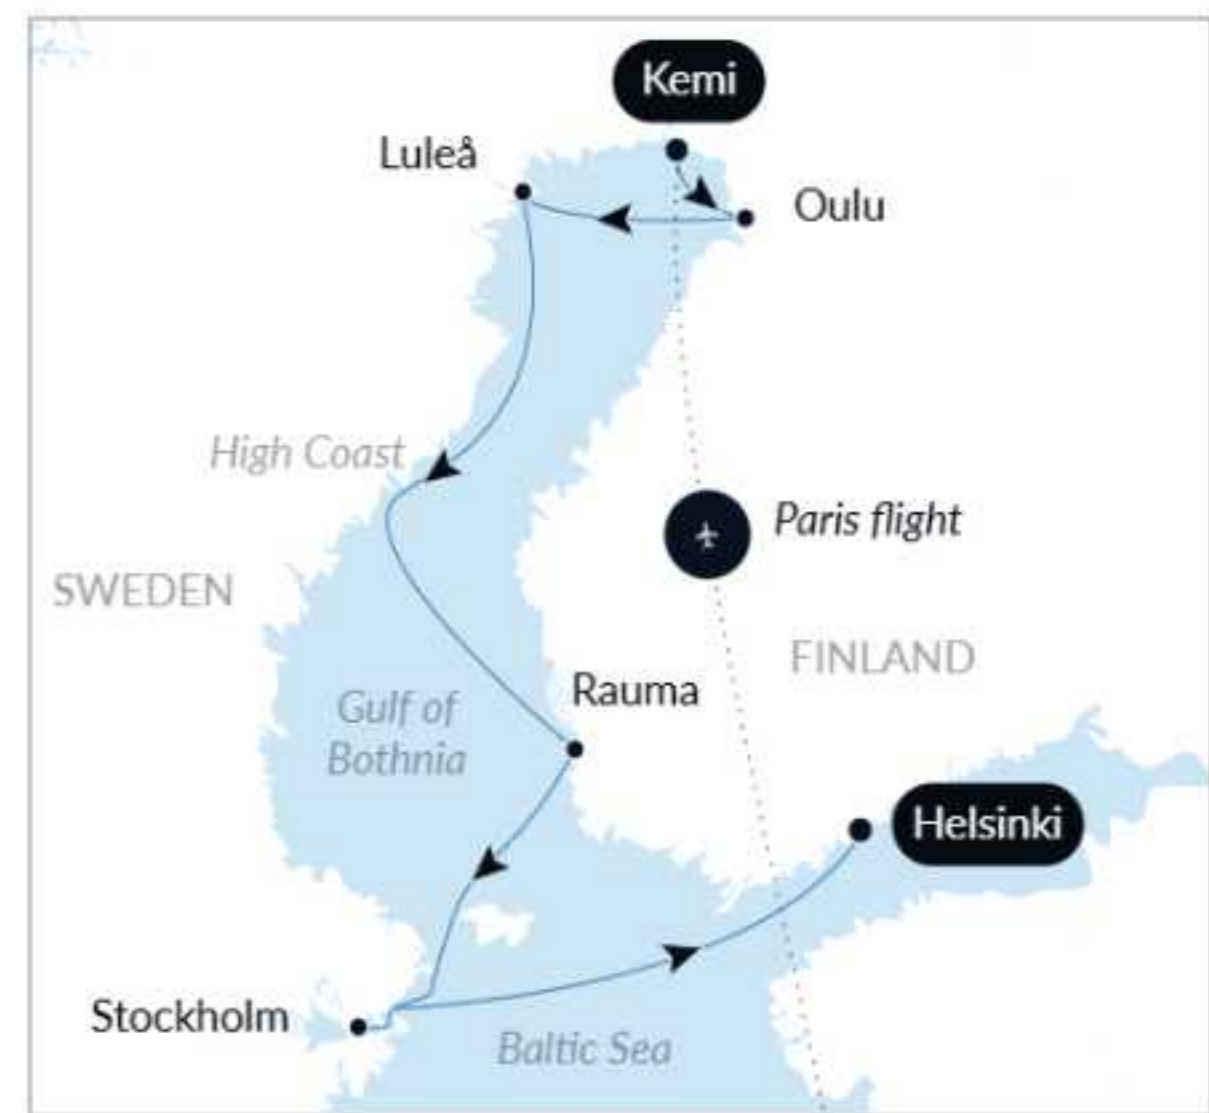 Kemi
Luleå
Oulu
High Coast
Paris flight
SWEDEN
FINLAND
Rauma
Gulf of
Bothnia
Helsinki
Stockholm
Baltic Sea